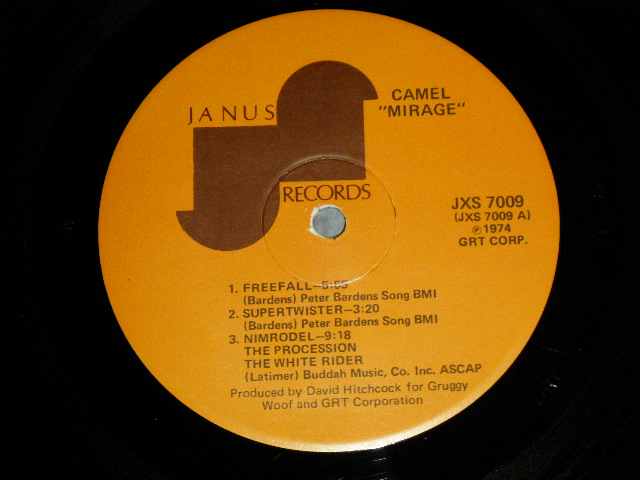 JANUS
RECORDS
CAMEL
"MIRAGE"
JXS 7009
(JXS 7009 A)
℗ 1974
GRT CORP.
1. FREEFALL—5:55
(Bardens) Peter Bardens Song BMI
2. SUPERTWISTER—3:20
(Bardens) Peter Bardens Song BMI
3. NIMRODEL—9:18
THE PROCESSION
THE WHITE RIDER
(Latimer) Buddah Music, Co. Inc. ASCAP
Produced by David Hitchcock for Gruggy
Woof and GRT Corporation